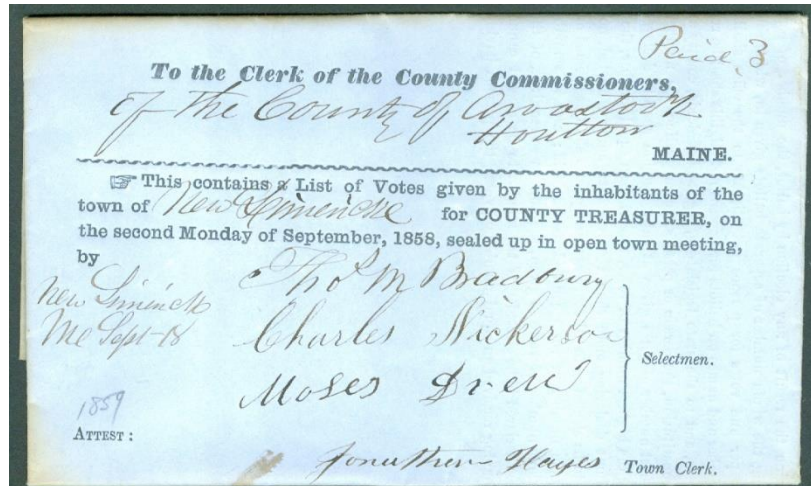 Paid. 3
To the Clerk of the County Commissioners,
of the County of Aroostook
Houlton
MAINE.
☞ This contains a List of Votes given by the inhabitants of the
town of New Limerick for COUNTY TREASURER, on
the second Monday of September, 1858, sealed up in open town meeting,
by
Thos M Bradbury
New Limerick
Me Sept-18
Charles Nickerson
Selectmen.
Moses Drew
1859
ATTEST:
Jonathan Hayes Town Clerk.